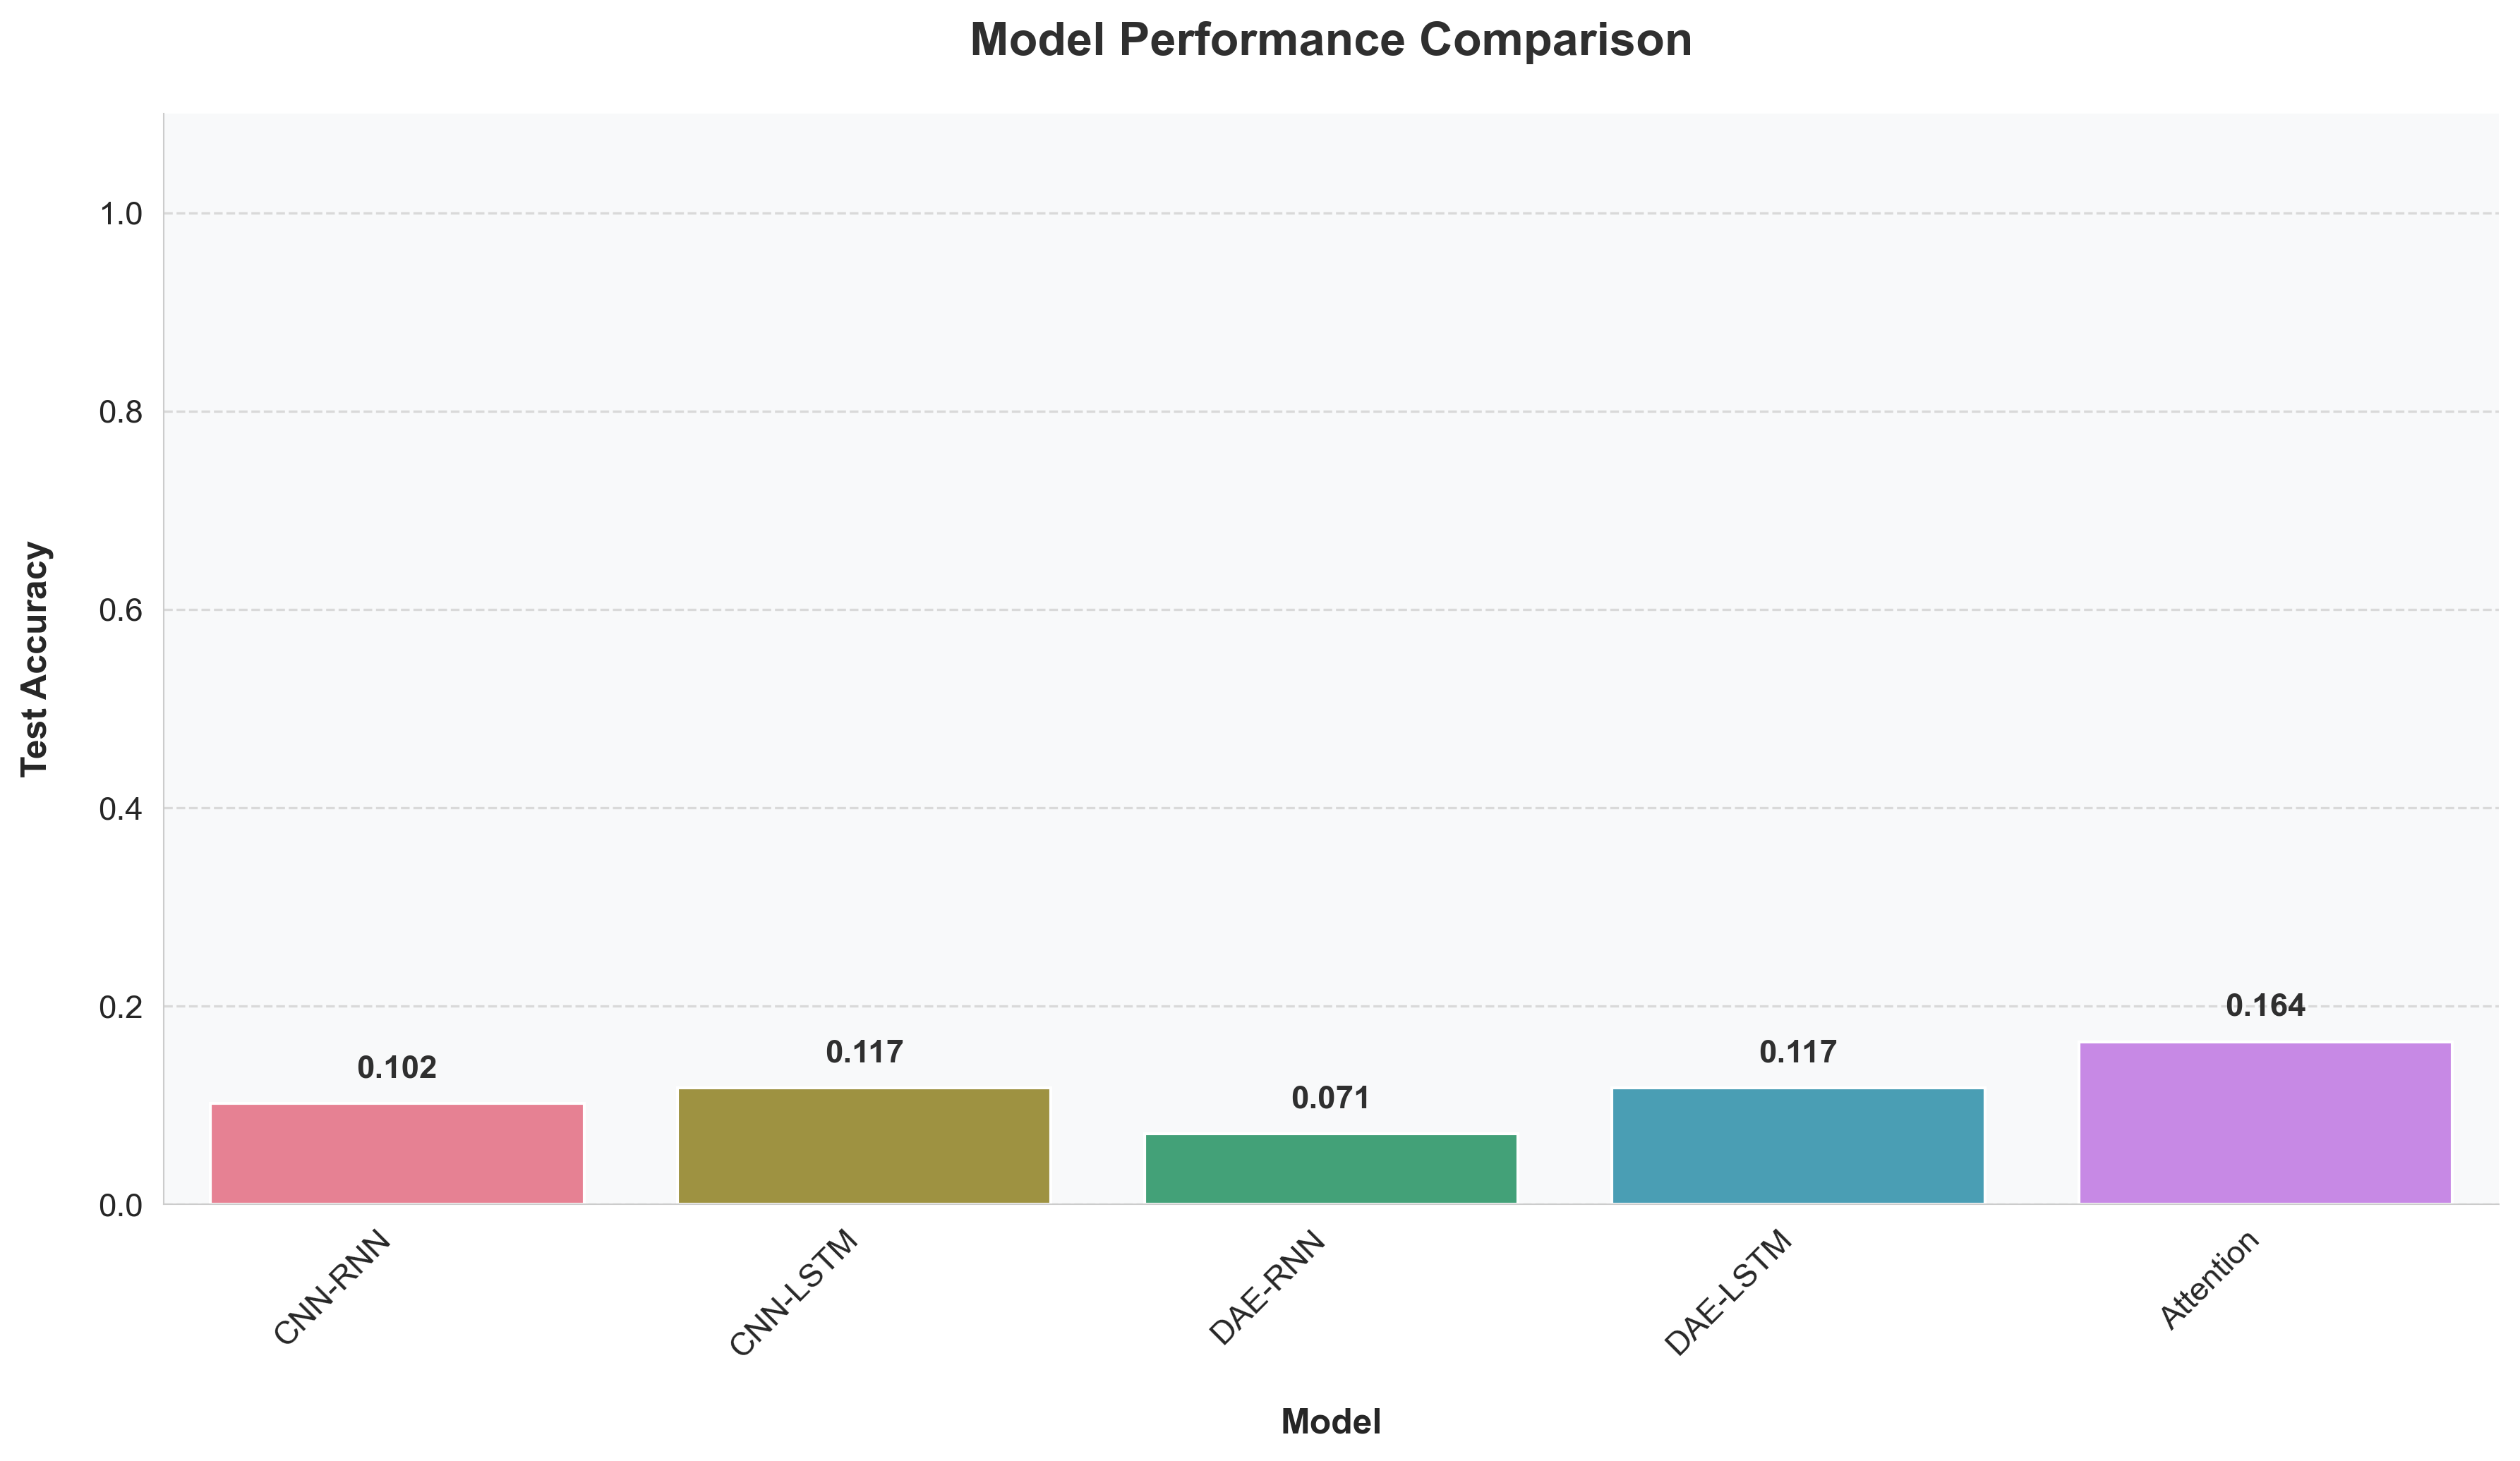 Model Performance Comparison
Test Accuracy
1.0
0.8
0.6
0.4
0.2
0.0
0.102
0.117
0.071
0.117
0.164
CNN-RNN
CNN-LSTM
DAE-RNN
DAE-LSTM
Attention
Model